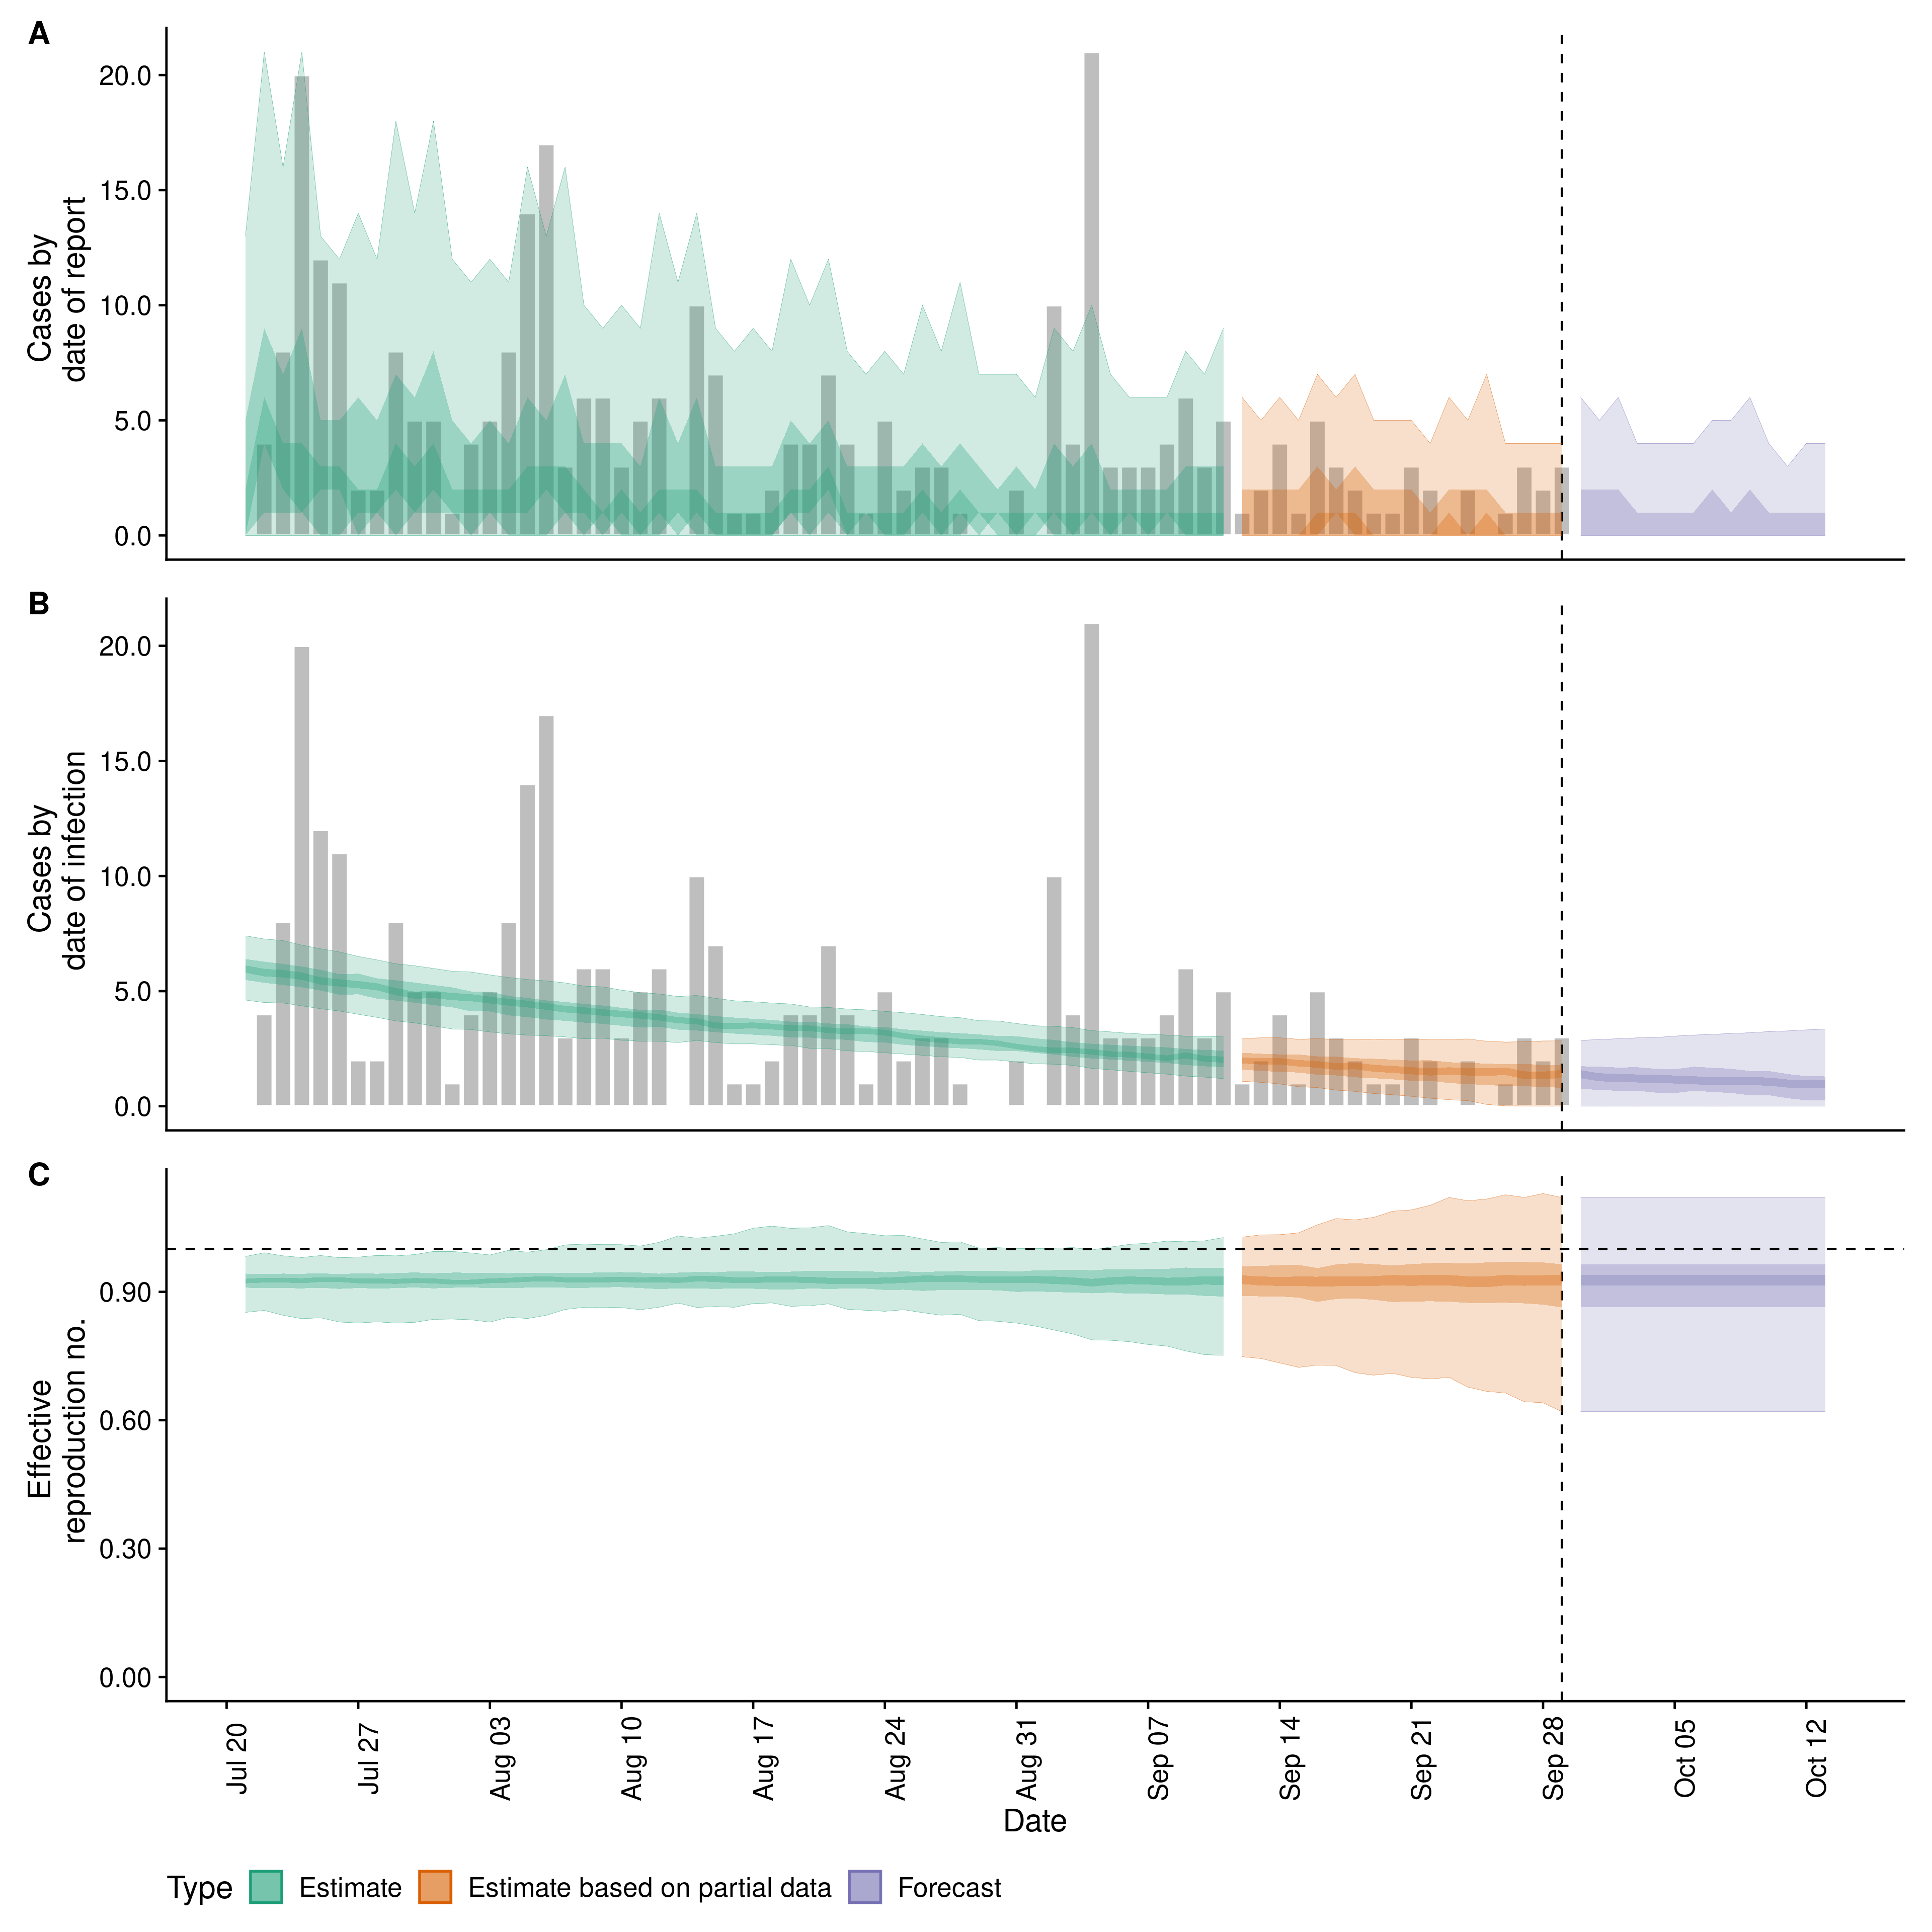 A
Cases by
date of report
20.0
15.0
10.0
5.0
0.0
B
Cases by
date of infection
20.0
15.0
10.0
5.0
0.0
C
Effective
reproduction no.
0.90
0.60
0.30
0.00
Jul 20
Jul 27
Aug 03
Aug 10
Aug 17
Aug 24
Aug 31
Sep 07
Sep 14
Sep 21
Sep 28
Oct 05
Oct 12
Date
Type Estimate Estimate based on partial data Forecast